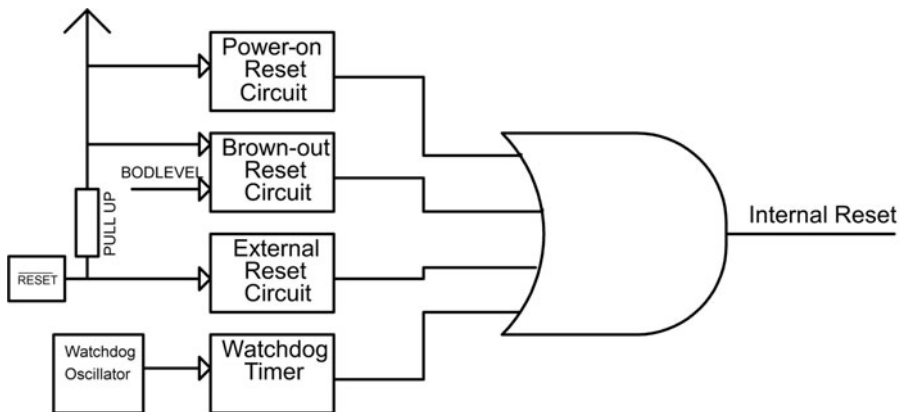 Power-on
Reset
Circuit
Brown-out
Reset
Circuit
BODLEVEL
PULL UP
External
Reset
Circuit
RESET
Watchdog
Oscillator
Watchdog
Timer
Internal Reset